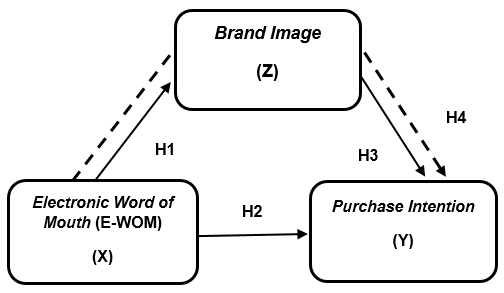 Brand Image
(Z)
H1
H4
H3
Electronic Word of
Mouth (E-WOM)
(X)
H2
Purchase Intention
(Y)